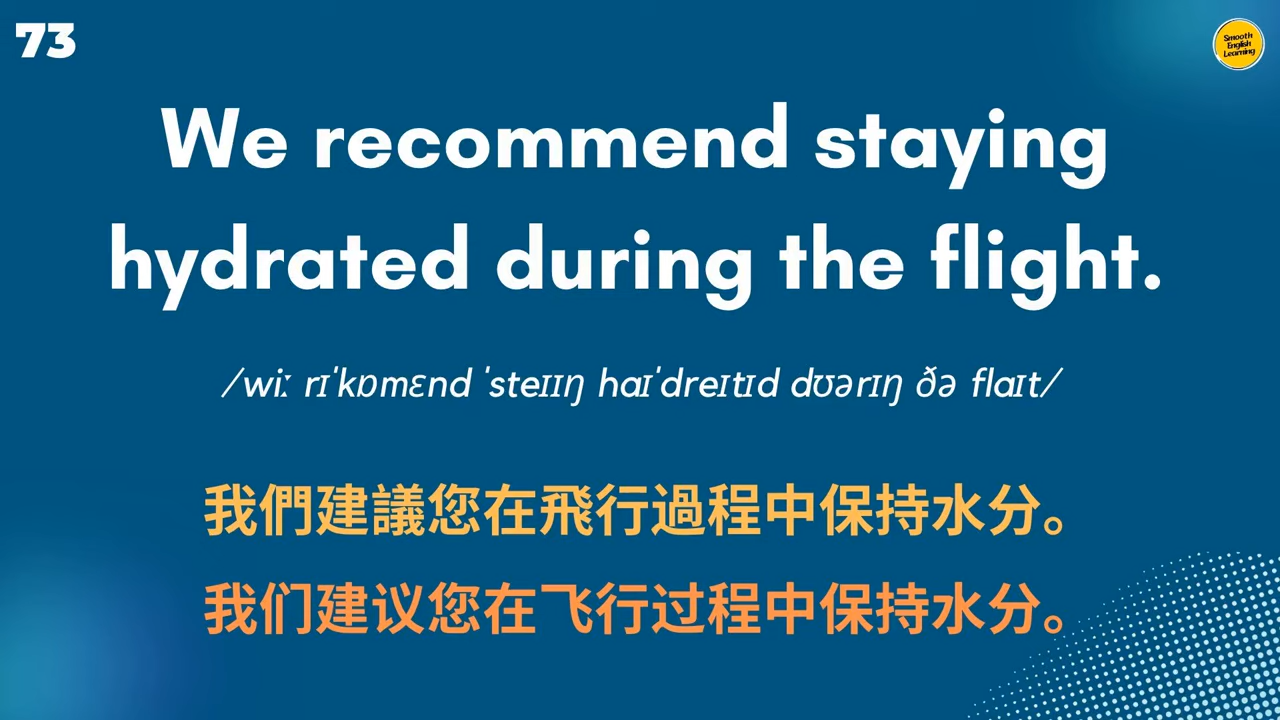 73
Smooth
English
Learning
We recommend staying
hydrated during the flight.
/wiː rɪˈkɒmɛnd ˈsteɪɪŋ haɪˈdreɪtɪd dʊərɪŋ ðə flaɪt/
我們建議您在飛行過程中保持水分。
我们建议您在飞行过程中保持水分。